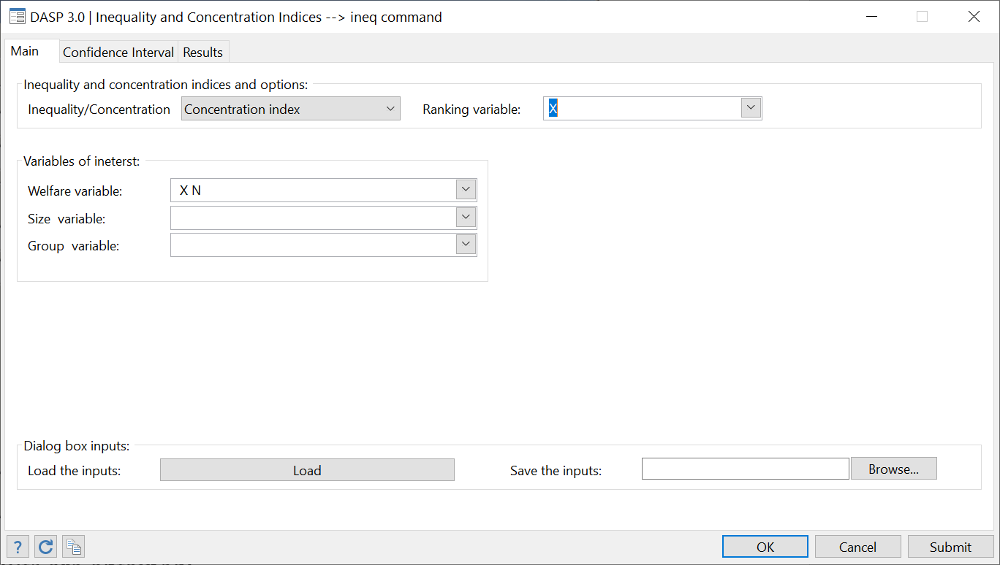 DASP 3.0 | Inequality and Concentration Indices --> ineq command
Main Confidence Interval Results
Inequality and concentration indices and options:
Inequality/Concentration Concentration index Ranking variable: X
Variables of ineterst:
Welfare variable: X N
Size variable:
Group variable:
Dialog box inputs:
Load the inputs: Load Save the inputs: Browse...
? OK Cancel Submit